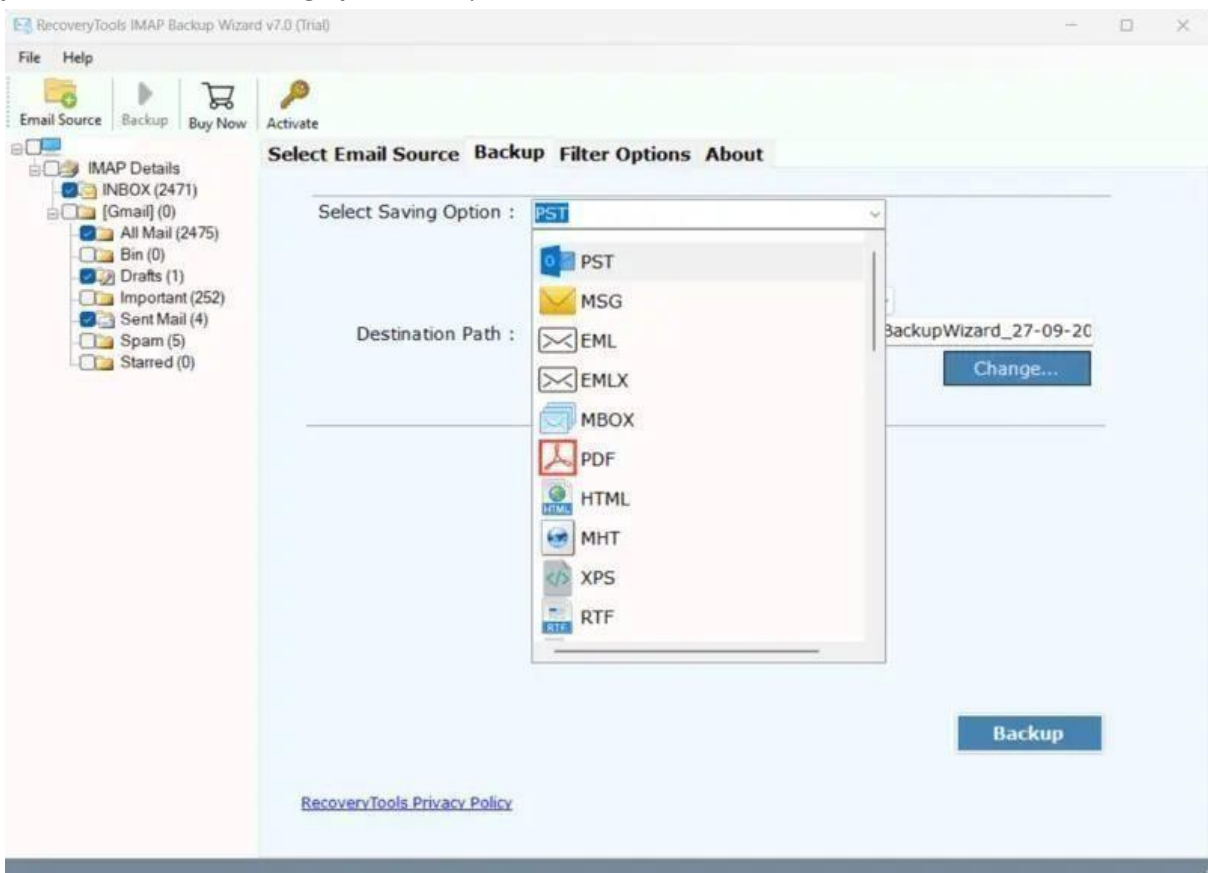 RecoveryTools IMAP Backup Wizard v7.0 (Trial)
File Help
Email Source Backup Buy Now Activate
IMAP Details
INBOX (2471)
[Gmail] (0)
All Mail (2475)
Bin (0)
Drafts (1)
Important (252)
Sent Mail (4)
Spam (5)
Starred (0)
Select Email Source Backup Filter Options About
Select Saving Option : PST
PST
MSG
EML
EMLX
MBOX
PDF
HTML
MHT
XPS
RTF
Destination Path : BackupWizard_27-09-20
Change...
Backup
RecoveryTools Privacy Policy